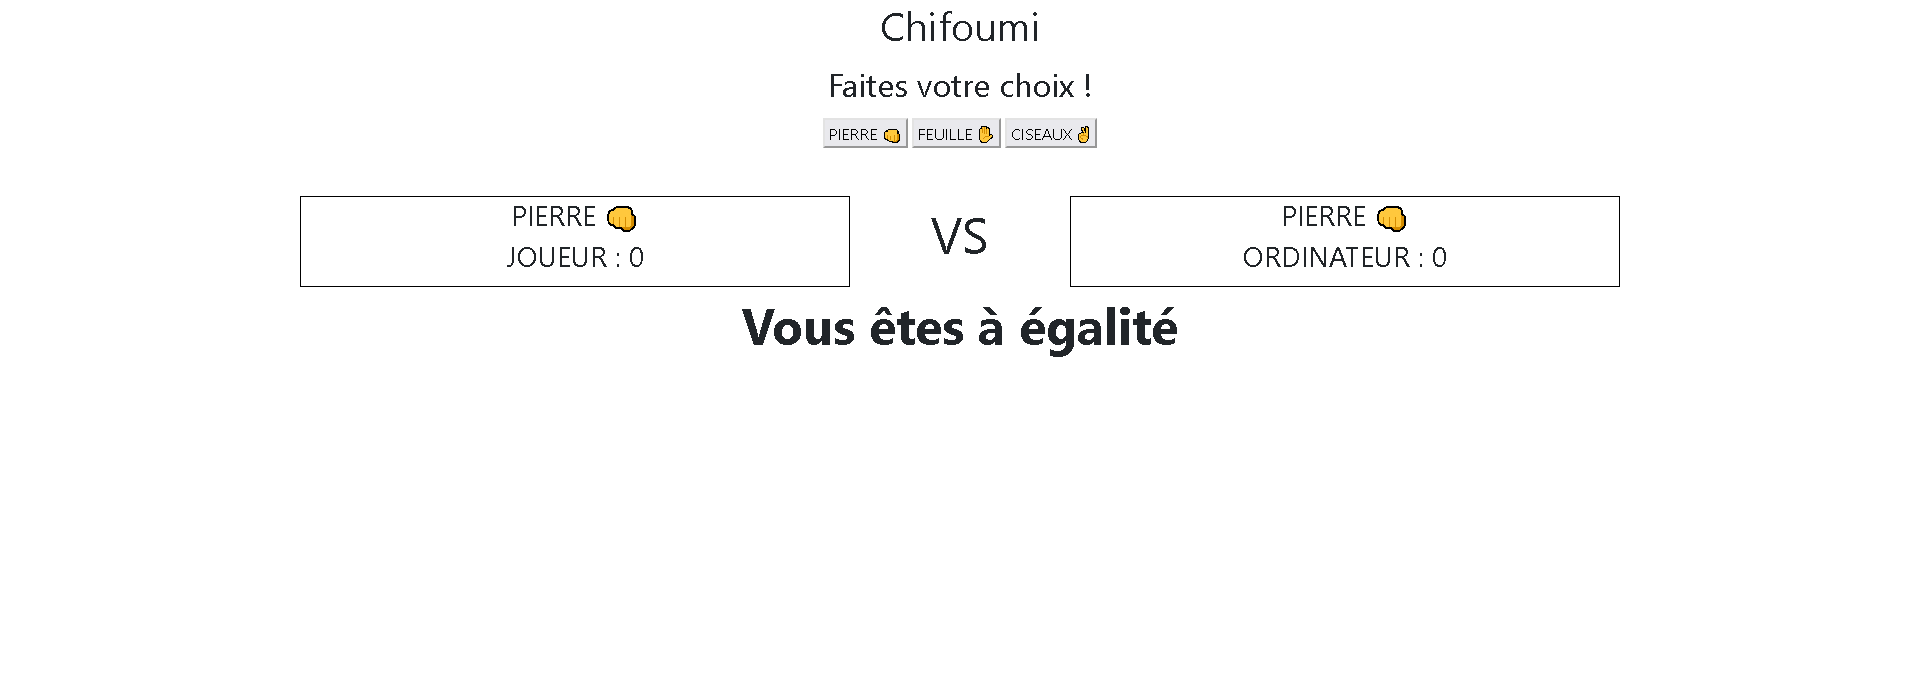 Chifoumi
Faites votre choix !
PIERRE 👊 FEUILLE ✋ CISEAUX ✌
PIERRE 👊
JOUEUR : 0
VS
PIERRE 👊
ORDINATEUR : 0
Vous êtes à égalité